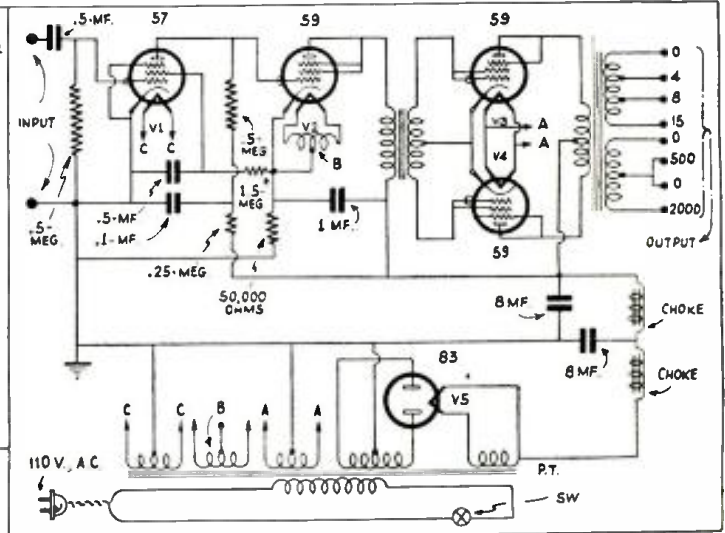 .5-MF.
57
59
59
INPUT
V1
C
C
.5-MEG
V2
B
V3
A
V4
A
0
4
8
15
0
500
0
2000
OUTPUT
.5-MEG.
.5-MF
.1-MF.
1.5-MEG
.25-MEG
50,000 OHMS
1 MF.
59
8 MF.
8 MF.
CHOKE
CHOKE
83
V5
C
C
B
A
A
P.T.
110 V., A.C.
SW